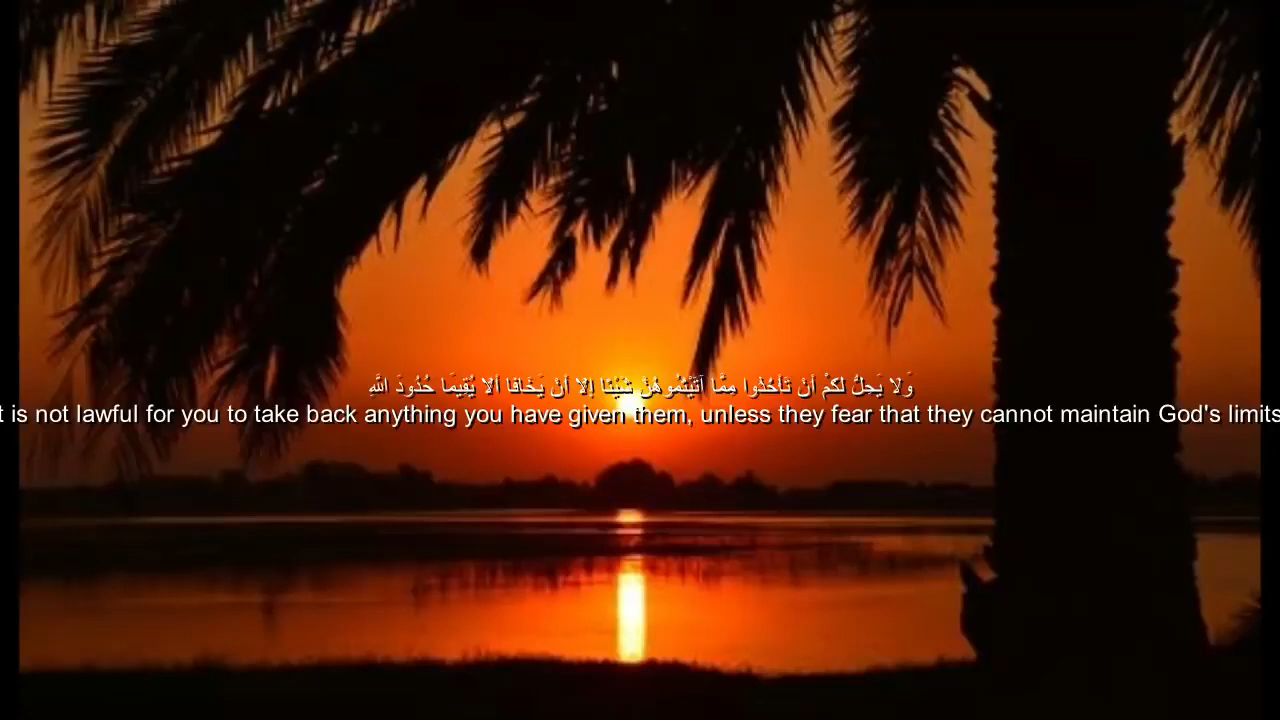 وَلَا يَحِلُّ لَكُمْ أَنْ تَأْخُذُوا مِمَّا آتَيْتُمُوهُنَّ شَيْئًا إِلَّا أَنْ يَخَافَا أَلَّا يُقِيمَا حُدُودَ اللَّهِ
t is not lawful for you to take back anything you have given them, unless they fear that they cannot maintain God's limits